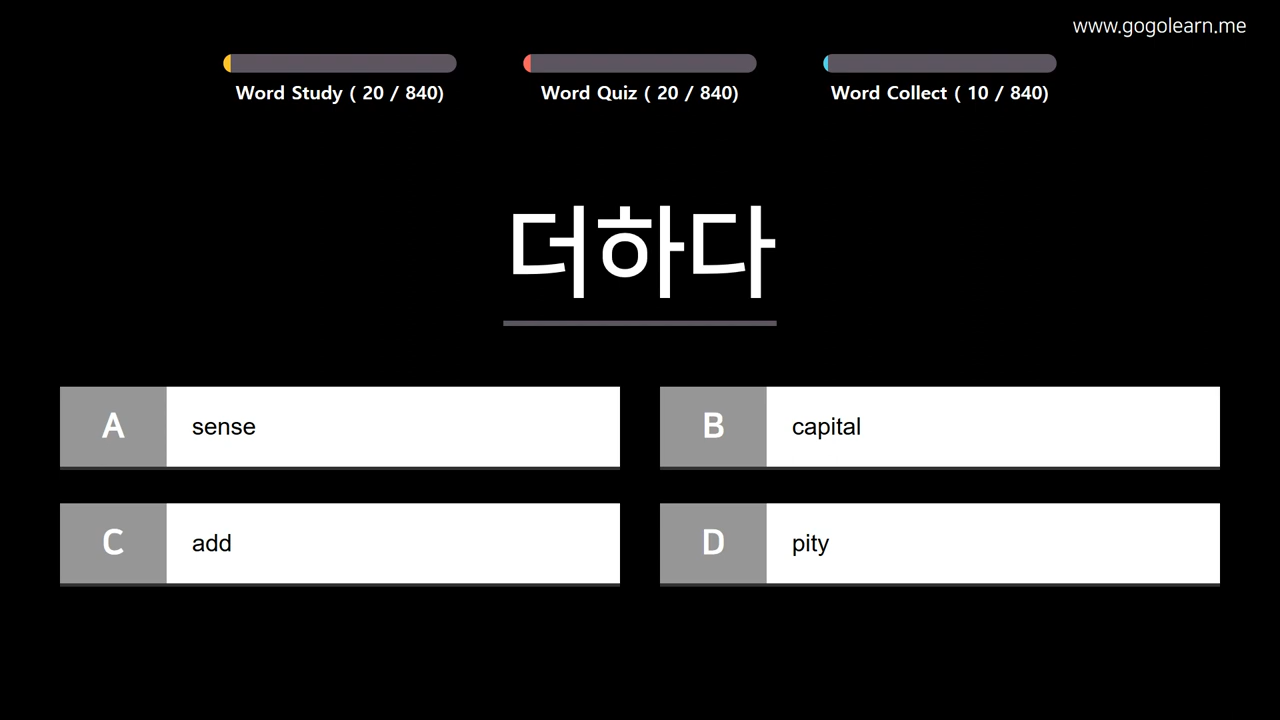 www.gogolearn.me
Word Study ( 20 / 840)
Word Quiz ( 20 / 840)
Word Collect ( 10 / 840)
더하다
A sense
B capital
C add
D pity